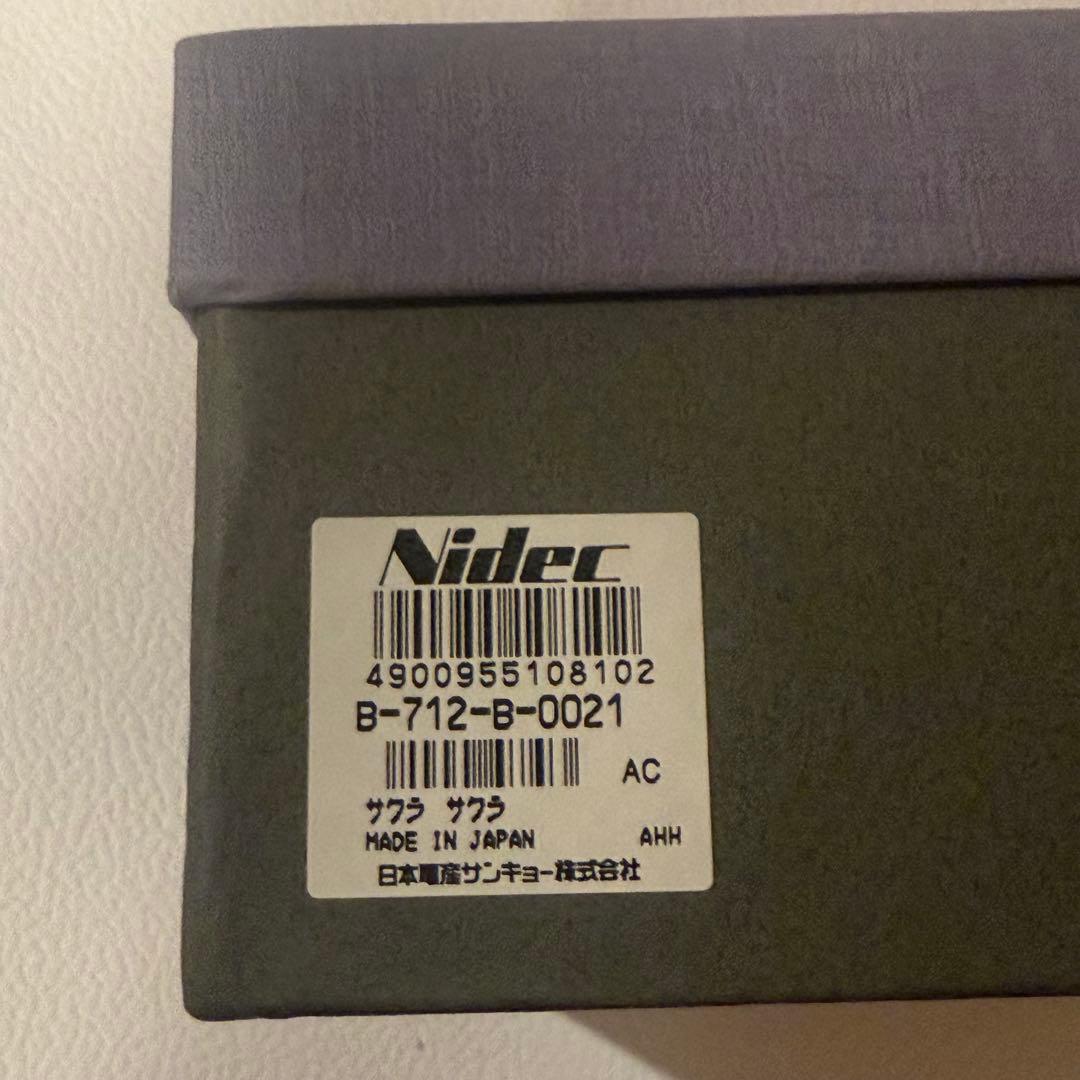 Nidec
4900955108102
B-712-B-0021
AC
サクラ サクラ
MADE IN JAPAN AHH
日本電産サンキョー株式会社